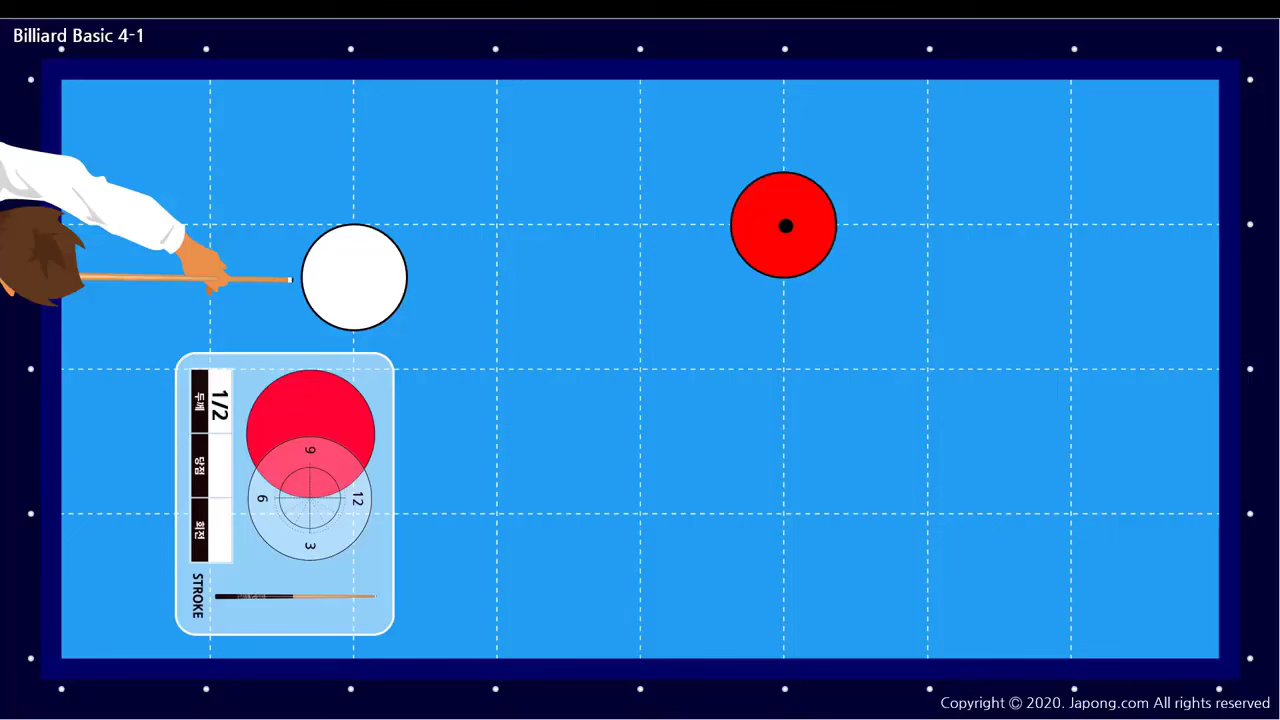 Billiard Basic 4-1
두께 1/2
당점
회전
9
6 12
3
STROKE
Copyright © 2020. Japong.com All rights reserved